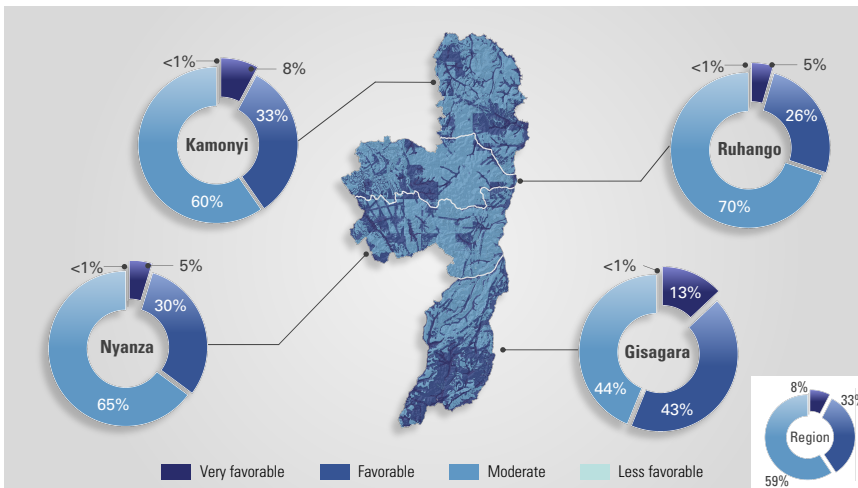 <1%
8%
33%
Kamonyi
60%
<1%
5%
26%
Ruhango
70%
<1%
5%
30%
Nyanza
65%
<1%
13%
Gisagara
44%
43%
8%
33%
Region
59%
Very favorable
Favorable
Moderate
Less favorable